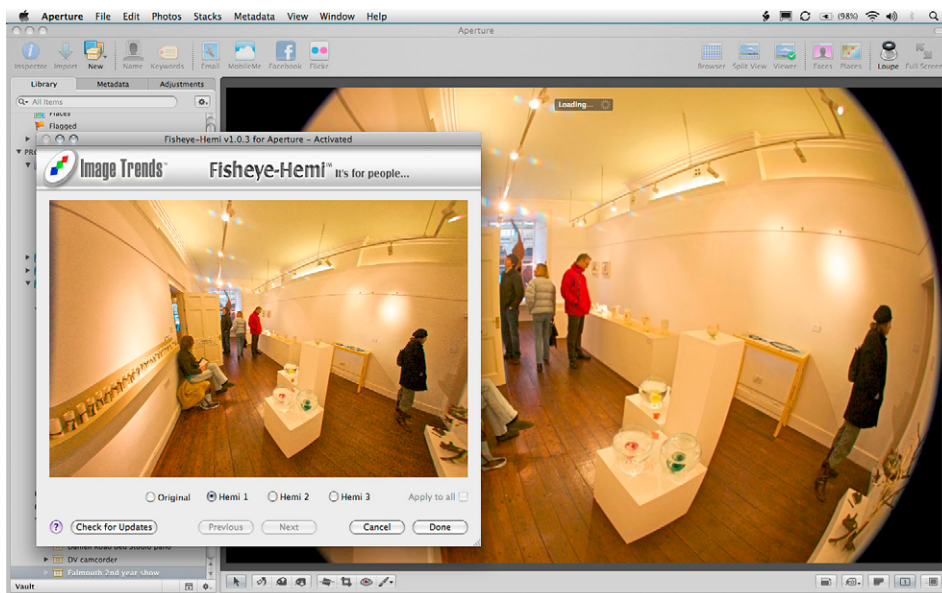 Aperture File Edit Photos Stacks Metadata View Window Help (98%)
Aperture
Inspector Import New Name Keywords Email MobileMe Facebook Flickr Browser Split View Viewer Faces Places Loupe Full Screen
Library Metadata Adjustments
All Items
Places
Flagged
Loading...
Fisheye-Hemi v1.0.3 for Aperture – Activated
Image Trends™ Fisheye-Hemi™ It's for people...
Original Hemi 1 Hemi 2 Hemi 3 Apply to all
? Check for Updates Previous Next Cancel Done
DV camcorder
Falmouth 2nd year show
Vault